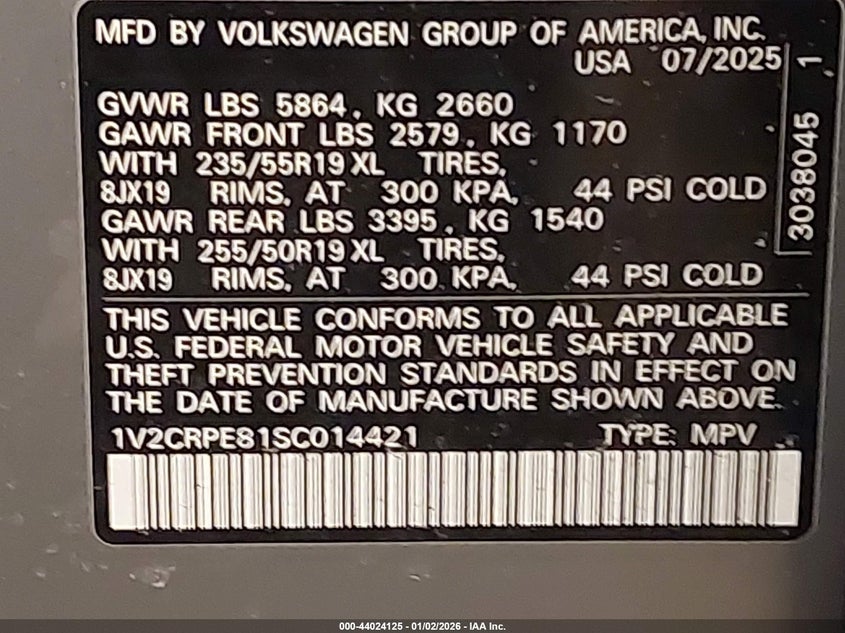 MFD BY VOLKSWAGEN GROUP OF AMERICA, INC.
USA 07/2025
GVWR LBS 5864, KG 2660
GAWR FRONT LBS 2579, KG 1170
WITH 235/55R19 XL TIRES,
8JX19 RIMS, AT 300 KPA, 44 PSI COLD
GAWR REAR LBS 3395, KG 1540
WITH 255/50R19 XL TIRES,
8JX19 RIMS, AT 300 KPA, 44 PSI COLD
3038045 1
THIS VEHICLE CONFORMS TO ALL APPLICABLE
U.S. FEDERAL MOTOR VEHICLE SAFETY AND
THEFT PREVENTION STANDARDS IN EFFECT ON
THE DATE OF MANUFACTURE SHOWN ABOVE.
1V2CRPE81SC014421 TYPE: MPV
000-44024125 - 01/02/2026 - IAA Inc.